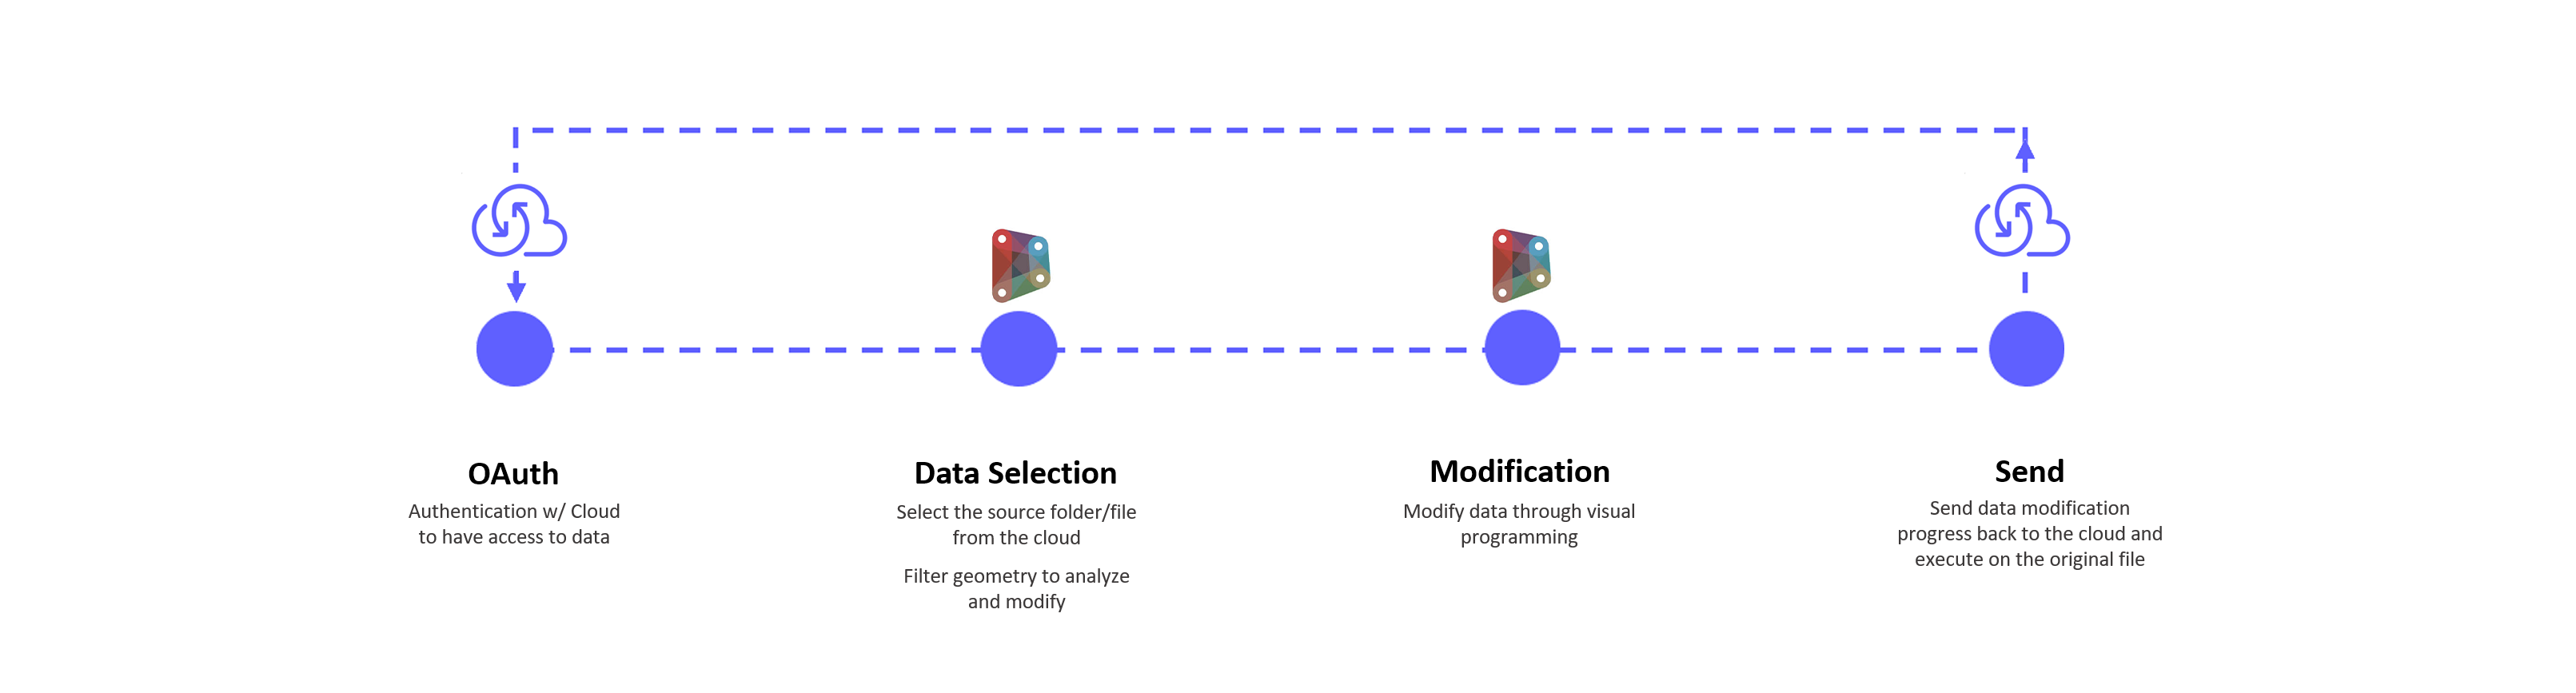 OAuth
Authentication w/ Cloud
to have access to data
Data Selection
Select the source folder/file
from the cloud
Filter geometry to analyze
and modify
Modification
Modify data through visual
programming
Send
Send data modification
progress back to the cloud and
execute on the original file